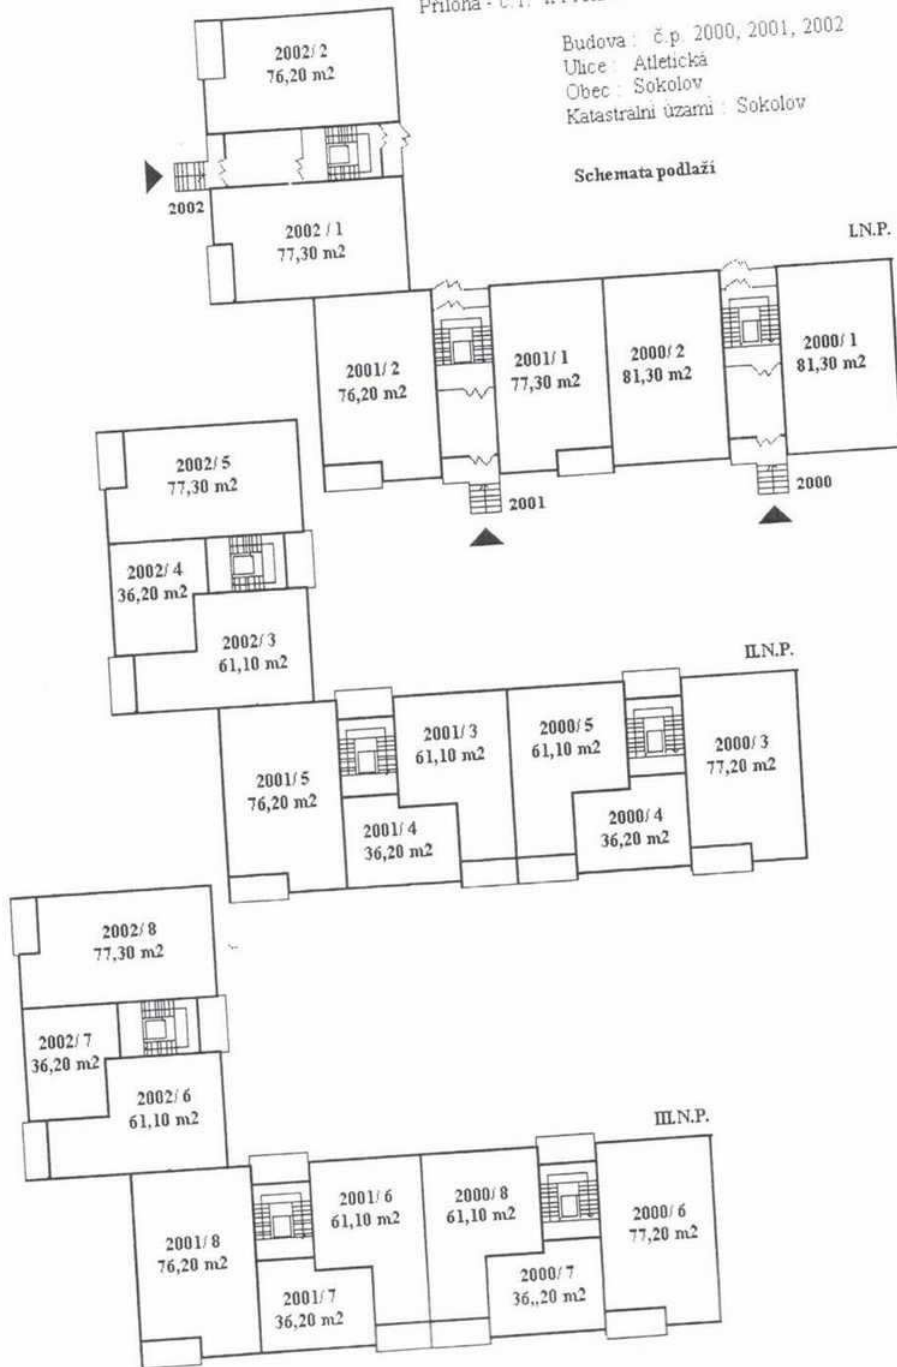 Příloha - č.1.
Budova : č.p. 2000, 2001, 2002
Ulice : Atletická
Obec : Sokolov
Katastrální úzamí : Sokolov
Schemata podlaží
I.N.P.
2002/ 2
76,20 m2
2002
2002 / 1
77,30 m2
2001/ 2
76,20 m2
2001/ 1
77,30 m2
2000/ 2
81,30 m2
2000/ 1
81,30 m2
2001
2000
II.N.P.
2002/ 5
77,30 m2
2002/ 4
36,20 m2
2002/ 3
61,10 m2
2001/ 5
76,20 m2
2001/ 3
61,10 m2
2001/ 4
36,20 m2
2000/ 5
61,10 m2
2000/ 4
36,20 m2
2000/ 3
77,20 m2
III.N.P.
2002/ 8
77,30 m2
2002/ 7
36,20 m2
2002/ 6
61,10 m2
2001/ 8
76,20 m2
2001/ 6
61,10 m2
2001/ 7
36,20 m2
2000/ 8
61,10 m2
2000/ 7
36,,20 m2
2000/ 6
77,20 m2